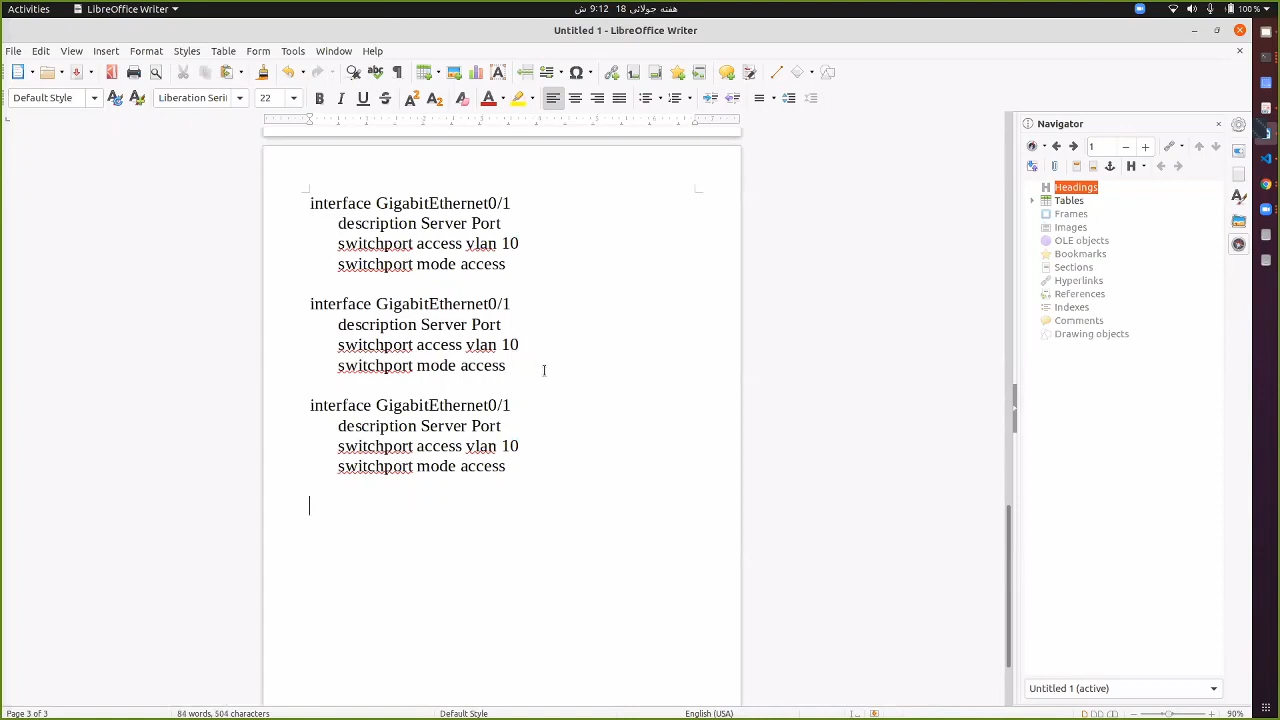 Activities
LibreOffice Writer
هفته جولائی 18  9:12 ش
100 %
Untitled 1 - LibreOffice Writer
File Edit View Insert Format Styles Table Form Tools Window Help
Default Style
Liberation Seri
22
Navigator
1
Headings
Tables
Frames
Images
OLE objects
Bookmarks
Sections
Hyperlinks
References
Indexes
Comments
Drawing objects
interface GigabitEthernet0/1
description Server Port
switchport access vlan 10
switchport mode access
interface GigabitEthernet0/1
description Server Port
switchport access vlan 10
switchport mode access
interface GigabitEthernet0/1
description Server Port
switchport access vlan 10
switchport mode access
Untitled 1 (active)
Page 3 of 3
84 words, 504 characters
Default Style
English (USA)
90%